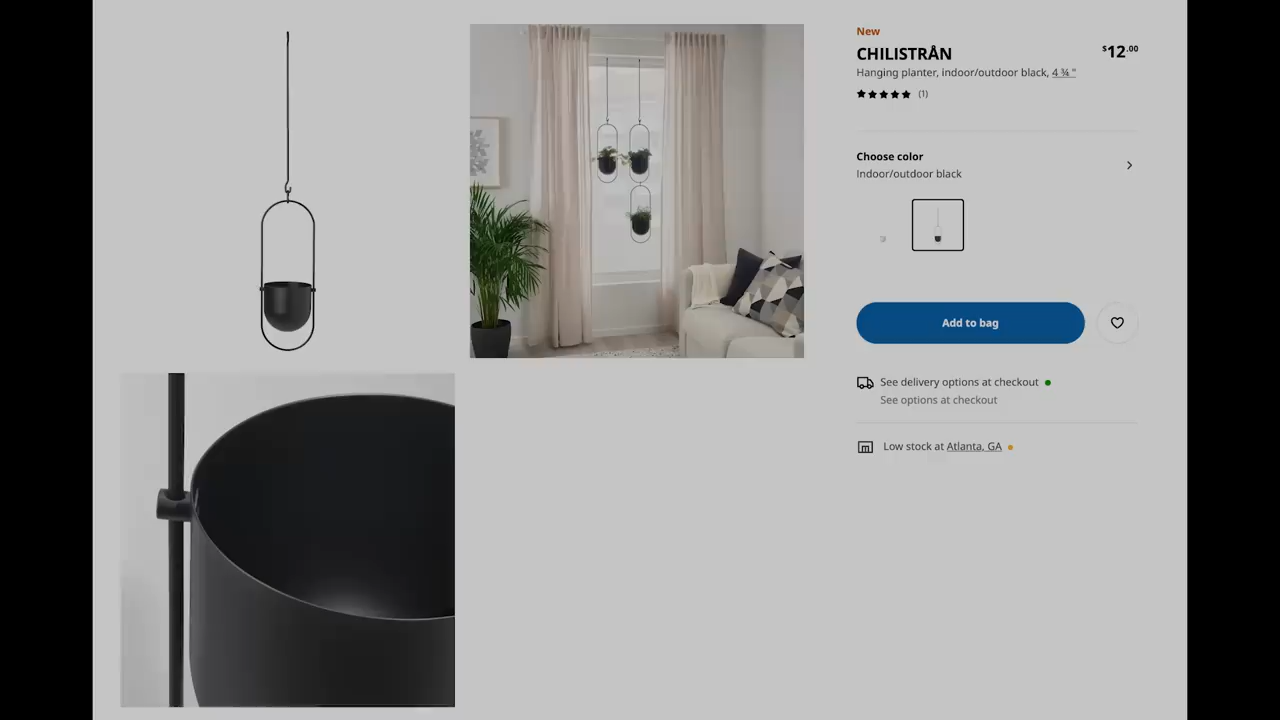 New
CHILISTRÅN
$12.00
Hanging planter, indoor/outdoor black, 4 ¾ "
(1)
Choose color
Indoor/outdoor black
Add to bag
See delivery options at checkout
See options at checkout
Low stock at Atlanta, GA